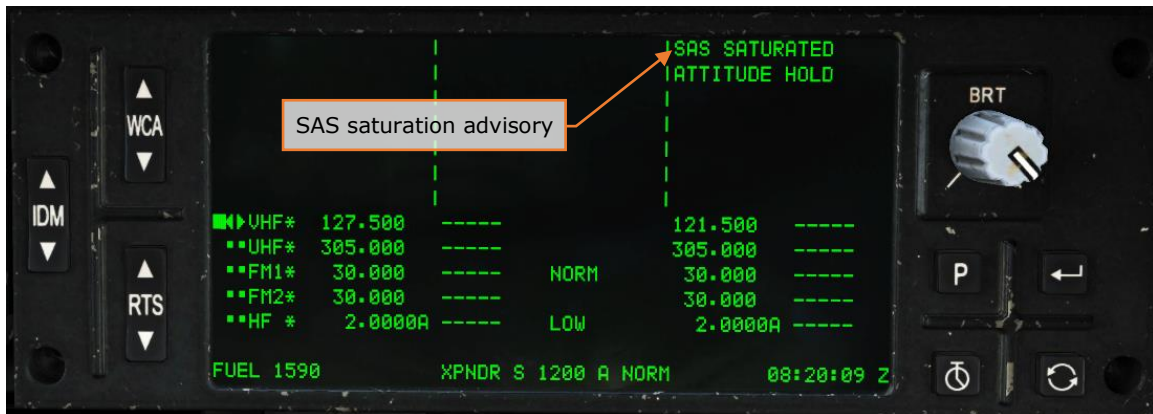 SAS SATURATED
ATTITUDE HOLD
BRT
SAS saturation advisory
WCA
IDM
VHF* 127.500 ----- 121.500 -----
UHF* 305.000 ----- 305.000 -----
FM1* 30.000 ----- NORM 30.000 -----
FM2* 30.000 ----- 30.000 -----
HF * 2.0000A ----- LOW 2.0000A -----
P
RTS
FUEL 1590 XPNDR S 1200 A NORM 08:20:09 Z